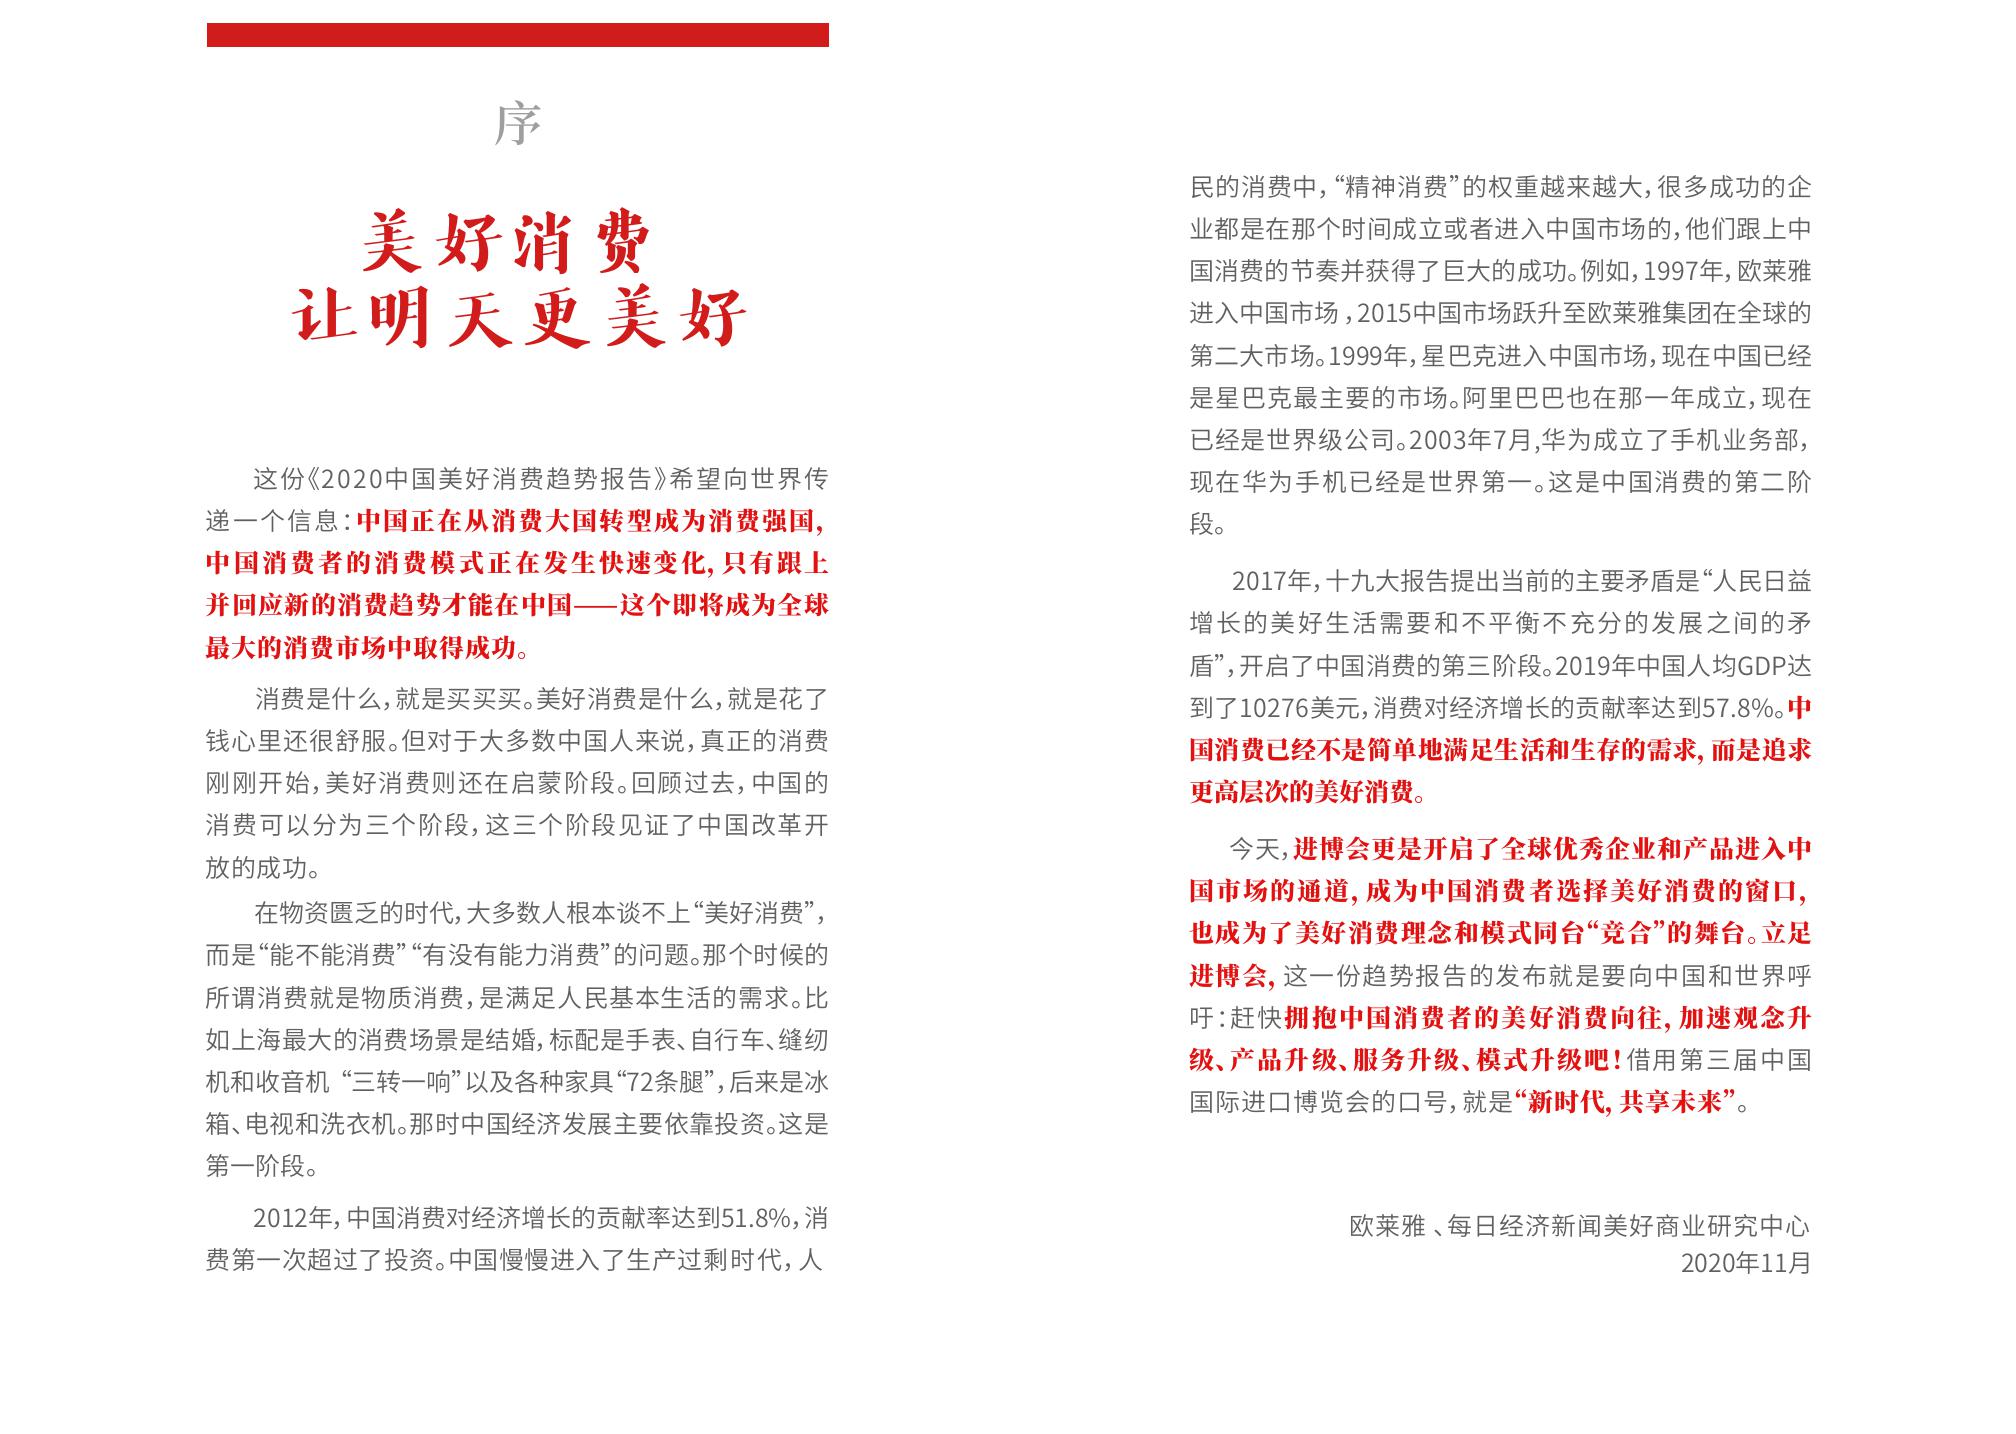 序
美好消费
让明天更美好
这份《2020中国美好消费趋势报告》希望向世界传
递一个信息：中国正在从消费大国转型成为消费强国，
中国消费者的消费模式正在发生快速变化，只有跟上
并回应新的消费趋势才能在中国——这个即将成为全球
最大的消费市场中取得成功。
消费是什么，就是买买买。美好消费是什么，就是花了
钱心里还很舒服。但对于大多数中国人来说，真正的消费
刚刚开始，美好消费则还在启蒙阶段。回顾过去，中国的
消费可以分为三个阶段，这三个阶段见证了中国改革开
放的成功。
在物资匮乏的时代，大多数人根本谈不上“美好消费”，
而是“能不能消费”“有没有能力消费”的问题。那个时候的
所谓消费就是物质消费，是满足人民基本生活的需求。比
如上海最大的消费场景是结婚，标配是手表、自行车、缝纫
机和收音机 “三转一响”以及各种家具“72条腿”，后来是冰
箱、电视和洗衣机。那时中国经济发展主要依靠投资。这是
第一阶段。
2012年，中国消费对经济增长的贡献率达到51.8%，消
费第一次超过了投资。中国慢慢进入了生产过剩时代，人
民的消费中，“精神消费”的权重越来越大，很多成功的企
业都是在那个时间成立或者进入中国市场的，他们跟上中
国消费的节奏并获得了巨大的成功。例如，1997年，欧莱雅
进入中国市场，2015中国市场跃升至欧莱雅集团在全球的
第二大市场。1999年，星巴克进入中国市场，现在中国已经
是星巴克最主要的市场。阿里巴巴也在那一年成立，现在
已经是世界级公司。2003年7月,华为成立了手机业务部，
现在华为手机已经是世界第一。这是中国消费的第二阶
段。
2017年，十九大报告提出当前的主要矛盾是“人民日益
增长的美好生活需要和不平衡不充分的发展之间的矛
盾”，开启了中国消费的第三阶段。2019年中国人均GDP达
到了10276美元，消费对经济增长的贡献率达到57.8%。中
国消费已经不是简单地满足生活和生存的需求，而是追求
更高层次的美好消费。
今天，进博会更是开启了全球优秀企业和产品进入中
国市场的通道，成为中国消费者选择美好消费的窗口，
也成为了美好消费理念和模式同台“竞合”的舞台。立足
进博会，这一份趋势报告的发布就是要向中国和世界呼
吁：赶快拥抱中国消费者的美好消费向往，加速观念升
级、产品升级、服务升级、模式升级吧！借用第三届中国
国际进口博览会的口号，就是“新时代，共享未来”。
欧莱雅 、每日经济新闻美好商业研究中心
2020年11月